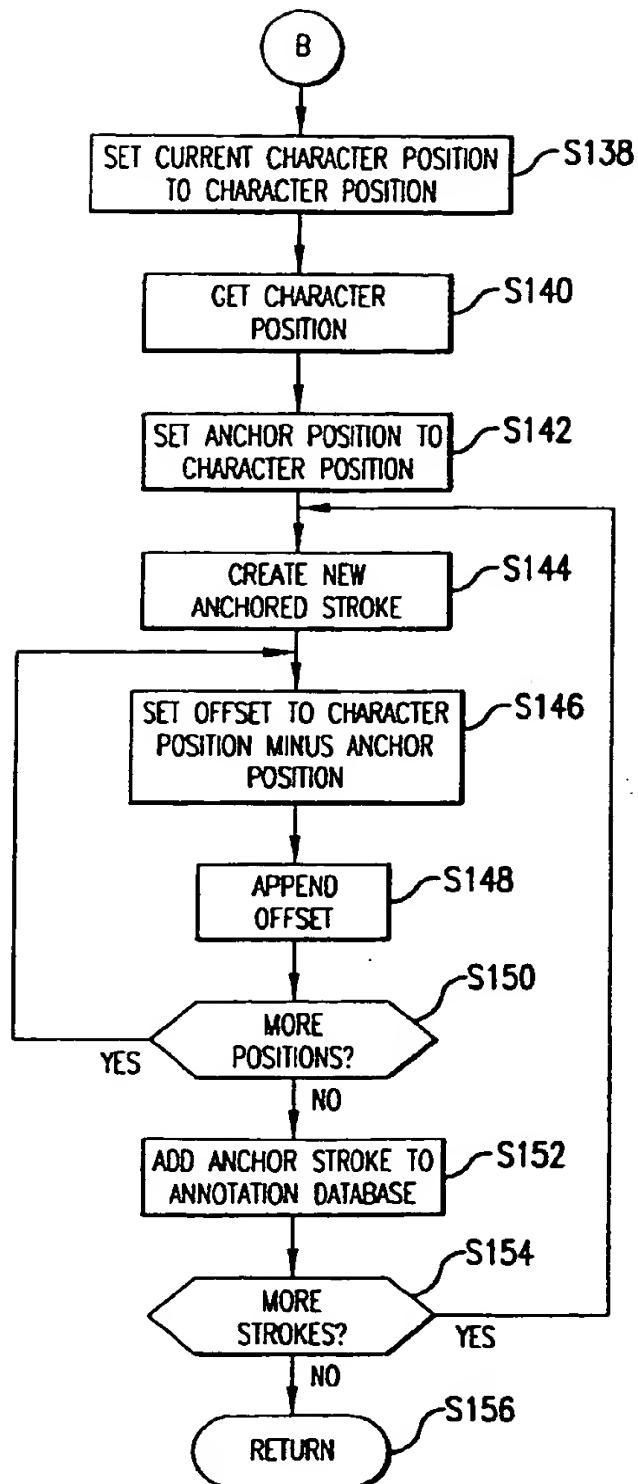 B
SET CURRENT CHARACTER POSITION
TO CHARACTER POSITION
S138
GET CHARACTER
POSITION
S140
SET ANCHOR POSITION TO
CHARACTER POSITION
S142
CREATE NEW
ANCHORED STROKE
S144
SET OFFSET TO CHARACTER
POSITION MINUS ANCHOR
POSITION
S146
APPEND
OFFSET
S148
MORE
POSITIONS?
S150
YES
NO
ADD ANCHOR STROKE TO
ANNOTATION DATABASE
S152
MORE
STROKES?
S154
YES
NO
RETURN
S156